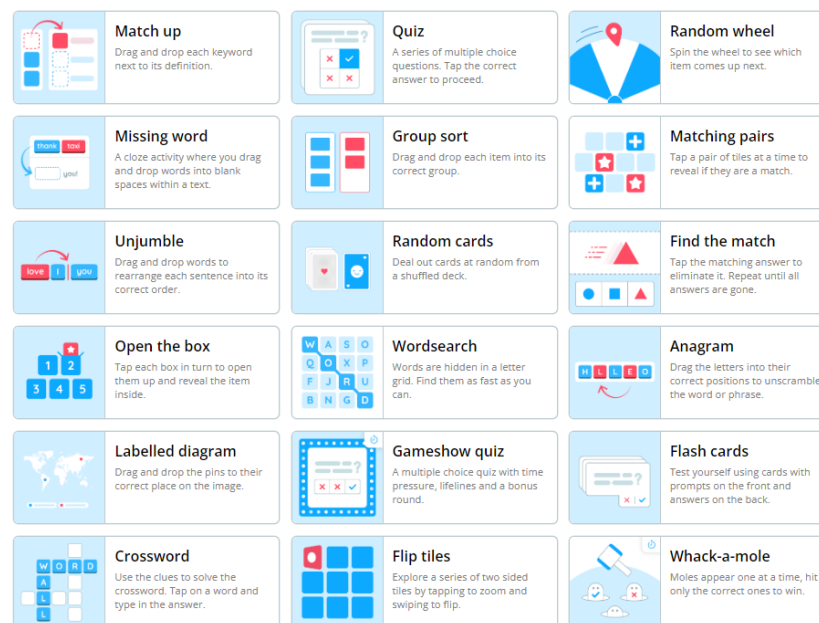 Match up
Drag and drop each keyword
next to its definition.
?
Quiz
A series of multiple choice
questions. Tap the correct
answer to proceed.
Random wheel
Spin the wheel to see which
item comes up next.
thank taxi
you!
Missing word
A cloze activity where you drag
and drop words into blank
spaces within a text.
Group sort
Drag and drop each item into its
correct group.
Matching pairs
Tap a pair of tiles at a time to
reveal if they are a match.
love I you
Unjumble
Drag and drop words to
rearrange each sentence into its
correct order.
Random cards
Deal out cards at random from
a shuffled deck.
Find the match
Tap the matching answer to
eliminate it. Repeat until all
answers are gone.
1 2
3 4 5
Open the box
Tap each box in turn to open
them up and reveal the item
inside.
W A S O
Q O X P
F J R U
B N G D
Wordsearch
Words are hidden in a letter
grid. Find them as fast as you
can.
H L L E O
Anagram
Drag the letters into their
correct positions to unscramble
the word or phrase.
Labelled diagram
Drag and drop the pins to their
correct place on the image.
?
Gameshow quiz
A multiple choice quiz with time
pressure, lifelines and a bonus
round.
?
Flash cards
Test yourself using cards with
prompts on the front and
answers on the back.
W O R D
A
L
L
Crossword
Use the clues to solve the
crossword. Tap on a word and
type in the answer.
Flip tiles
Explore a series of two sided
tiles by tapping to zoom and
swiping to flip.
Whack-a-mole
Moles appear one at a time, hit
only the correct ones to win.